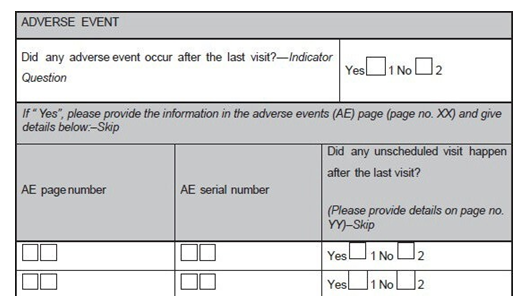 ADVERSE EVENT
Did any adverse event occur after the last visit?—Indicator
Question
Yes 1 No 2
If “ Yes”, please provide the information in the adverse events (AE) page (page no. XX) and give
details below:–Skip
AE page number
AE serial number
Did any unscheduled visit happen
after the last visit?
(Please provide details on page no.
YY)–Skip
Yes 1 No 2
Yes 1 No 2